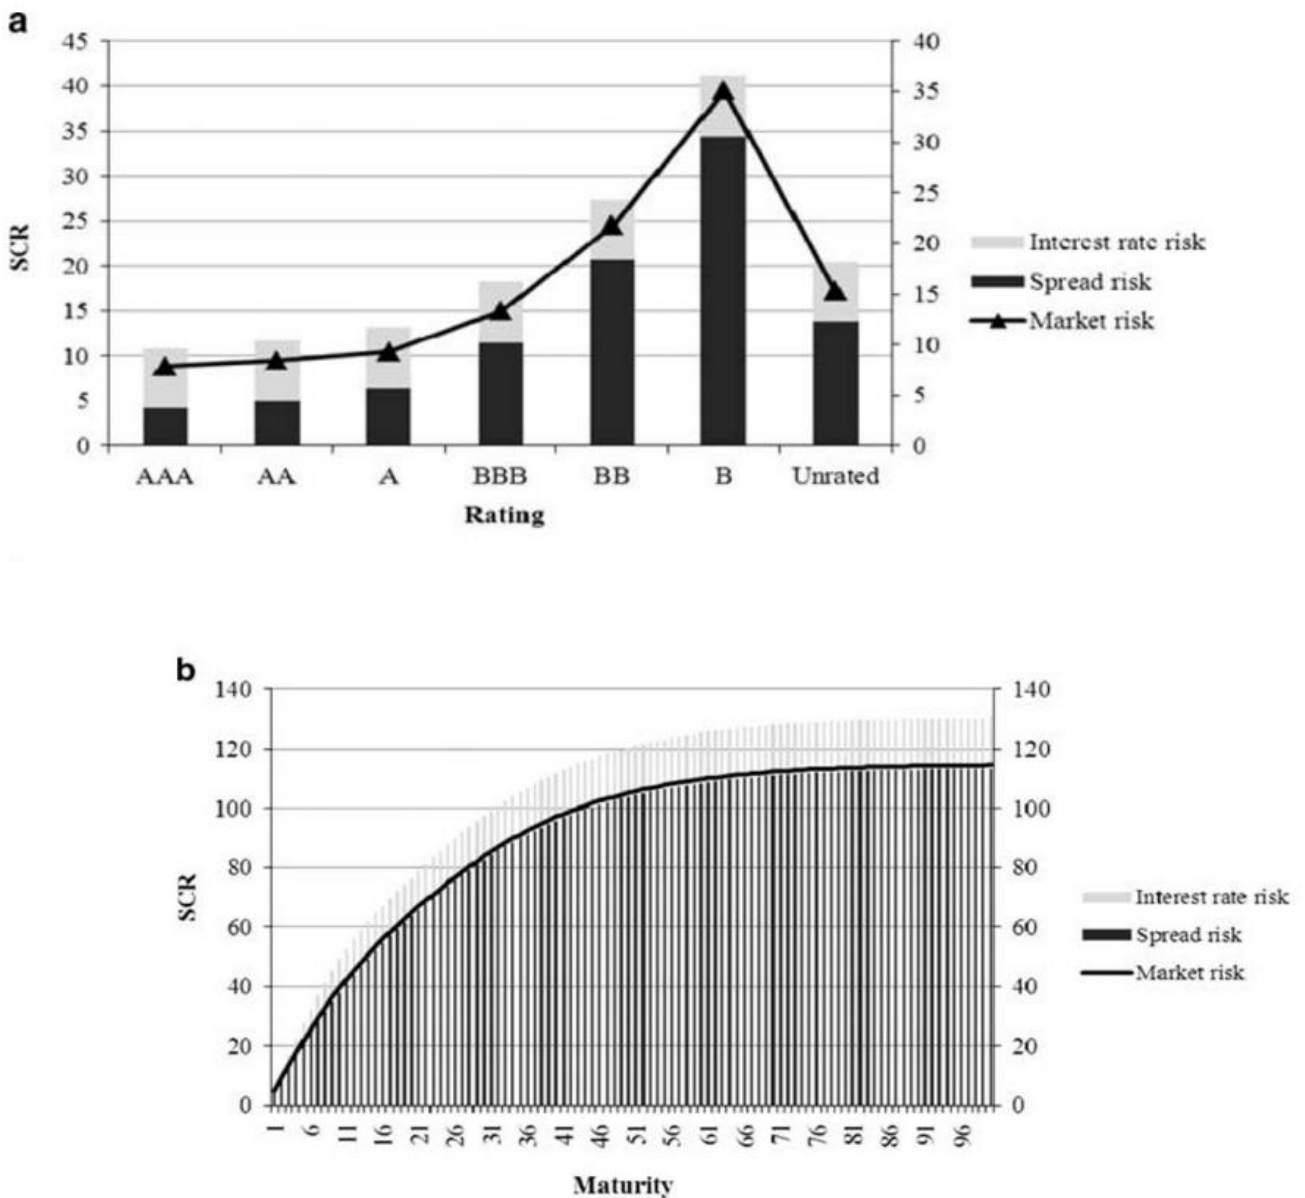 a
45 40
40 35
35 30
30 25
25 20
20 15
15 10
10 5
5 0
0
SCR
Interest rate risk
Spread risk
Market risk
AAA AA A BBB BB B Unrated
Rating
b
140 140
120 120
100 100
80 80
60 60
40 40
20 20
0 0
SCR
Interest rate risk
Spread risk
Market risk
1 6 11 16 21 26 31 36 41 46 51 56 61 66 71 76 81 86 91 96
Maturity